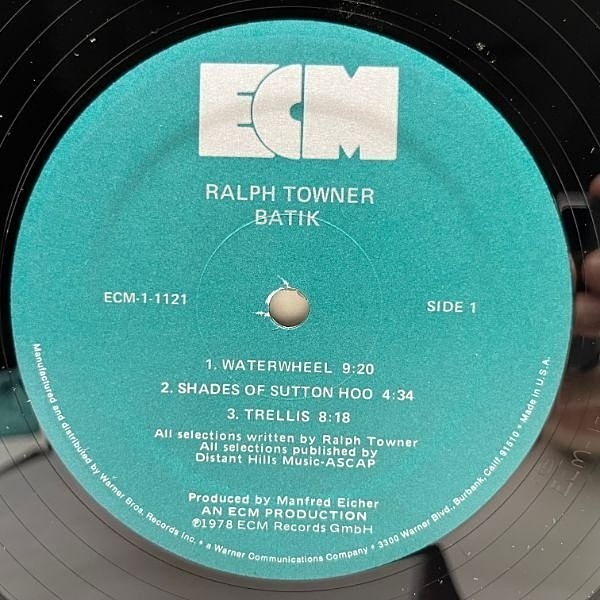 ECM
RALPH TOWNER
BATIK
ECM-1-1121
SIDE 1
1. WATERWHEEL 9:20
2. SHADES OF SUTTON HOO 4:34
3. TRELLIS 8:18
All selections written by Ralph Towner
All selections published by
Distant Hills Music-ASCAP
Produced by Manfred Eicher
AN ECM PRODUCTION
℗1978 ECM Records GmbH
Manufactured and distributed by Warner Bros. Records Inc. • a Warner Communications Company • 3300 Warner Blvd., Burbank, Calif. 91510 • Made in U.S.A.